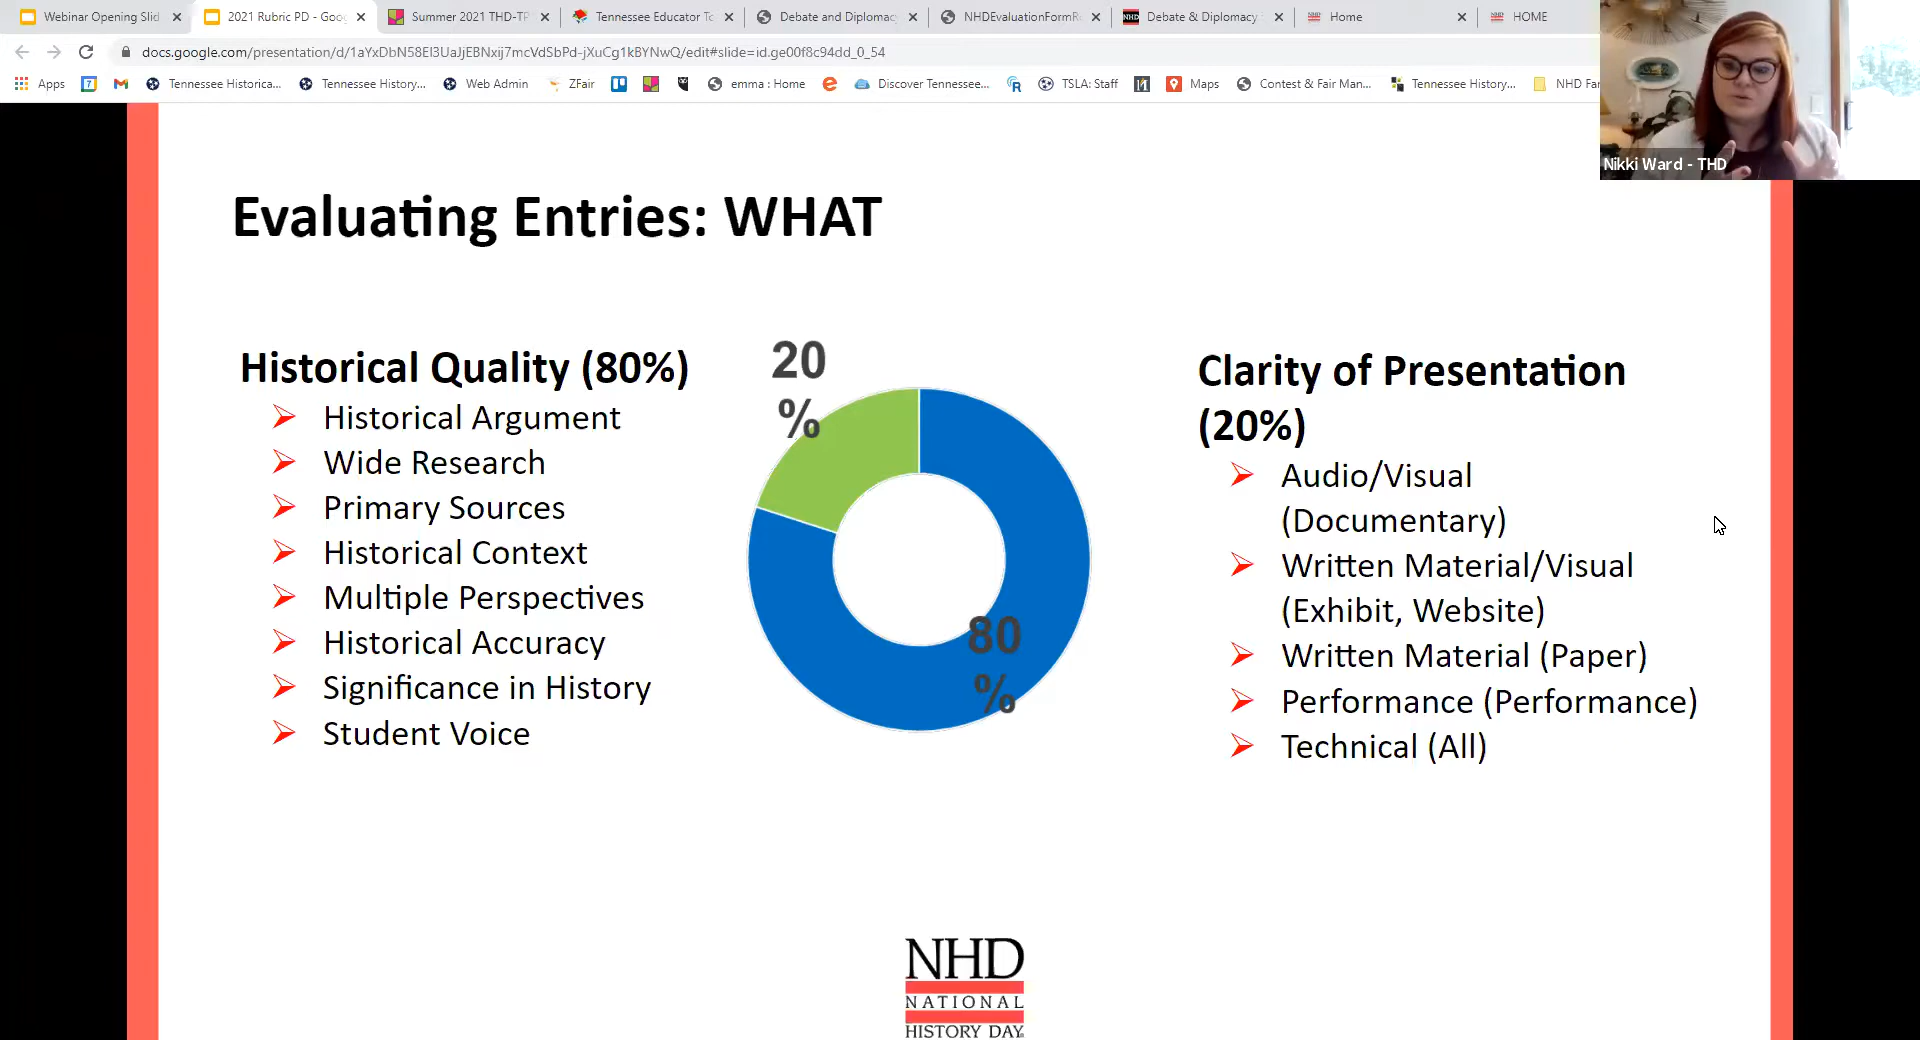 Webinar Opening Slid
2021 Rubric PD - Goo
Summer 2021 THD-TP
Tennessee Educator To
Debate and Diplomac
NHDEvaluationFormR
Debate & Diplomacy
Home
HOME
docs.google.com/presentation/d/1aYxDbN58El3UaJjEBNxij7mcVdSbPd-jXuCg1kBYNwQ/edit#slide=id.ge00f8c94dd_0_54
Apps
7
Tennessee Historica...
Tennessee History...
Web Admin
ZFair
emma : Home
Discover Tennessee...
TSLA: Staff
Maps
Contest & Fair Man...
Tennessee History...
NHD Fa
Nikki Ward - THD
Evaluating Entries: WHAT
Historical Quality (80%)
Historical Argument
Wide Research
Primary Sources
Historical Context
Multiple Perspectives
Historical Accuracy
Significance in History
Student Voice
20
%
80
%
Clarity of Presentation
(20%)
Audio/Visual
(Documentary)
Written Material/Visual
(Exhibit, Website)
Written Material (Paper)
Performance (Performance)
Technical (All)
NHD
NATIONAL
HISTORY DAY